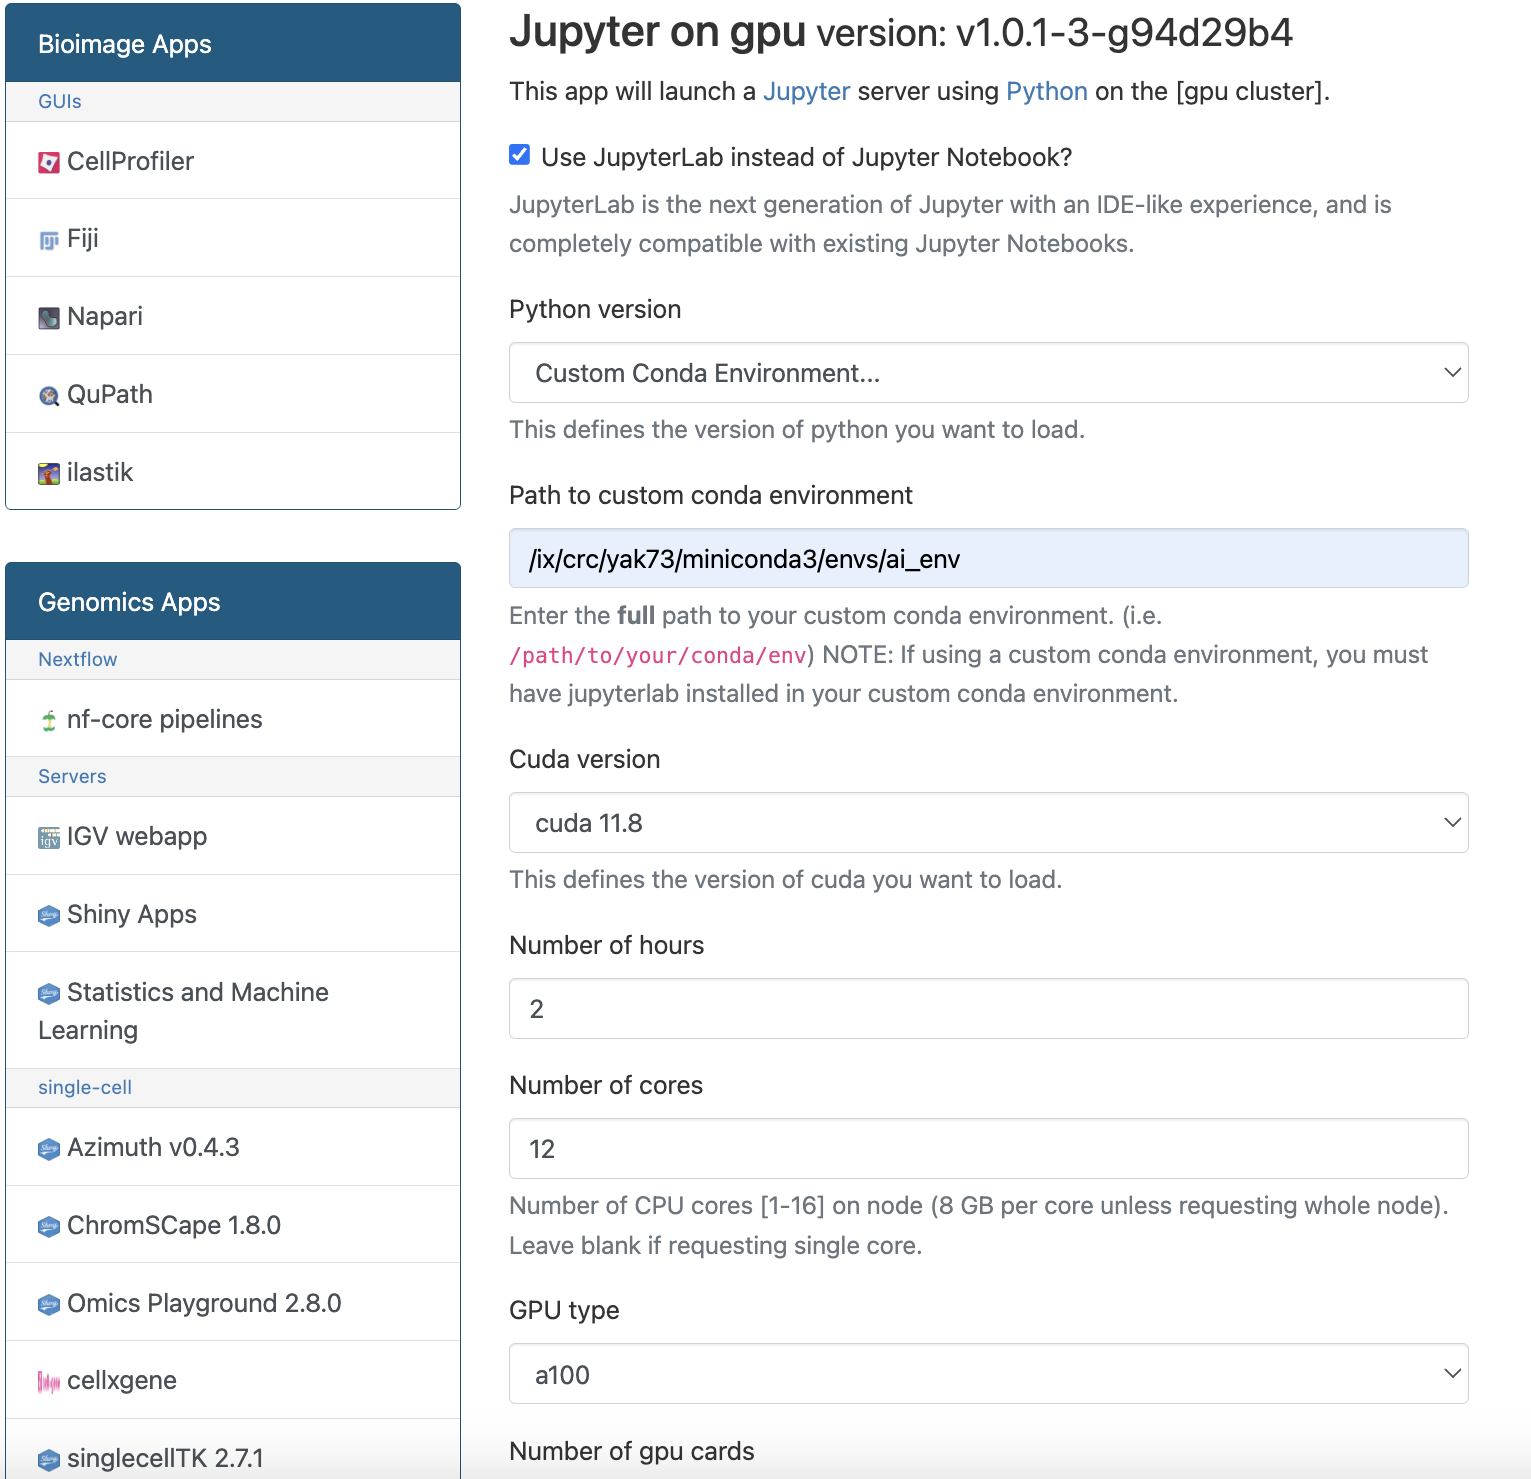 Bioimage Apps
GUIs
CellProfiler
Fiji
Napari
QuPath
ilastik
Genomics Apps
Nextflow
nf-core pipelines
Servers
igv IGV webapp
Shiny Shiny Apps
Shiny Statistics and Machine
Learning
single-cell
Shiny Azimuth v0.4.3
Shiny ChromSCape 1.8.0
Shiny Omics Playground 2.8.0
cellxgene
Shiny singlecellTK 2.7.1
Jupyter on gpu version: v1.0.1-3-g94d29b4
This app will launch a Jupyter server using Python on the [gpu cluster].
Use JupyterLab instead of Jupyter Notebook?
JupyterLab is the next generation of Jupyter with an IDE-like experience, and is
completely compatible with existing Jupyter Notebooks.
Python version
Custom Conda Environment...
This defines the version of python you want to load.
Path to custom conda environment
/ix/crc/yak73/miniconda3/envs/ai_env
Enter the full path to your custom conda environment. (i.e.
/path/to/your/conda/env) NOTE: If using a custom conda environment, you must
have jupyterlab installed in your custom conda environment.
Cuda version
cuda 11.8
This defines the version of cuda you want to load.
Number of hours
2
Number of cores
12
Number of CPU cores [1-16] on node (8 GB per core unless requesting whole node).
Leave blank if requesting single core.
GPU type
a100
Number of gpu cards